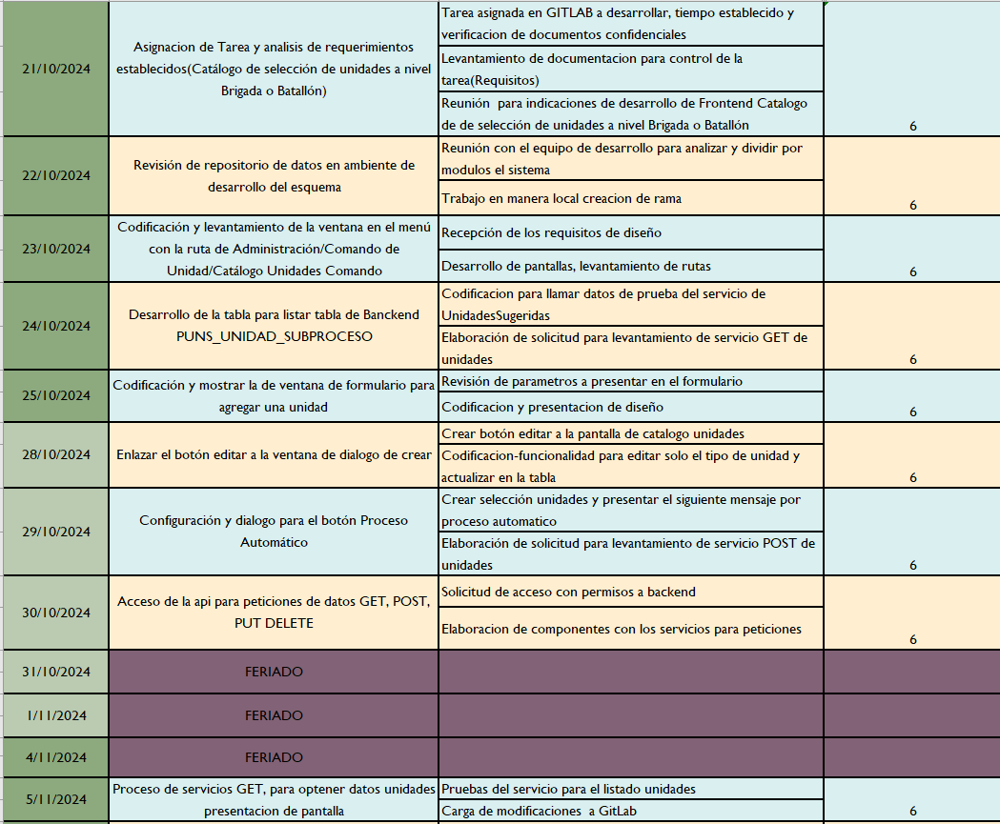 21/10/2024
Asignacion de Tarea y analisis de requerimientos
establecidos(Catálogo de selección de unidades a nivel
Brigada o Batallón)
Tarea asignada en GITLAB a desarrollar, tiempo establecido y
verificacion de documentos confidenciales
Levantamiento de documentacion para control de la
tarea(Requisitos)
Reunión  para indicaciones de desarrollo de Frontend Catalogo
de de selección de unidades a nivel Brigada o Batallón
6
22/10/2024
Revisión de repositorio de datos en ambiente de
desarrollo del esquema
Reunión con el equipo de desarrollo para analizar y dividir por
modulos el sistema
Trabajo en manera local creacion de rama
6
23/10/2024
Codificación y levantamiento de la ventana en el menú
con la ruta de Administración/Comando de
Unidad/Catálogo Unidades Comando
Recepción de los requisitos de diseño
Desarrollo de pantallas, levantamiento de rutas
6
24/10/2024
Desarrollo de la tabla para listar tabla de Banckend
PUNS_UNIDAD_SUBPROCESO
Codificacion para llamar datos de prueba del servicio de
UnidadesSugeridas
Elaboración de solicitud para levantamiento de servicio GET de
unidades
6
25/10/2024
Codificación y mostrar la de ventana de formulario para
agregar una unidad
Revisión de parametros a presentar en el formulario
Codificacion y presentacion de diseño
6
28/10/2024
Enlazar el botón editar a la ventana de dialogo de crear
Crear botón editar a la pantalla de catalogo unidades
Codificacion-funcionalidad para editar solo el tipo de unidad y
actualizar en la tabla
6
29/10/2024
Configuración y dialogo para el botón Proceso
Automático
Crear selección unidades y presentar el siguiente mensaje por
proceso automatico
Elaboración de solicitud para levantamiento de servicio POST de
unidades
6
30/10/2024
Acceso de la api para peticiones de datos GET, POST,
PUT DELETE
Solicitud de acceso con permisos a backend
Elaboracion de componentes con los servicios para peticiones
6
31/10/2024
FERIADO
1/11/2024
FERIADO
4/11/2024
FERIADO
5/11/2024
Proceso de servicios GET, para optener datos unidades
presentacion de pantalla
Pruebas del servicio para el listado unidades
Carga de modificaciones  a GitLab
6